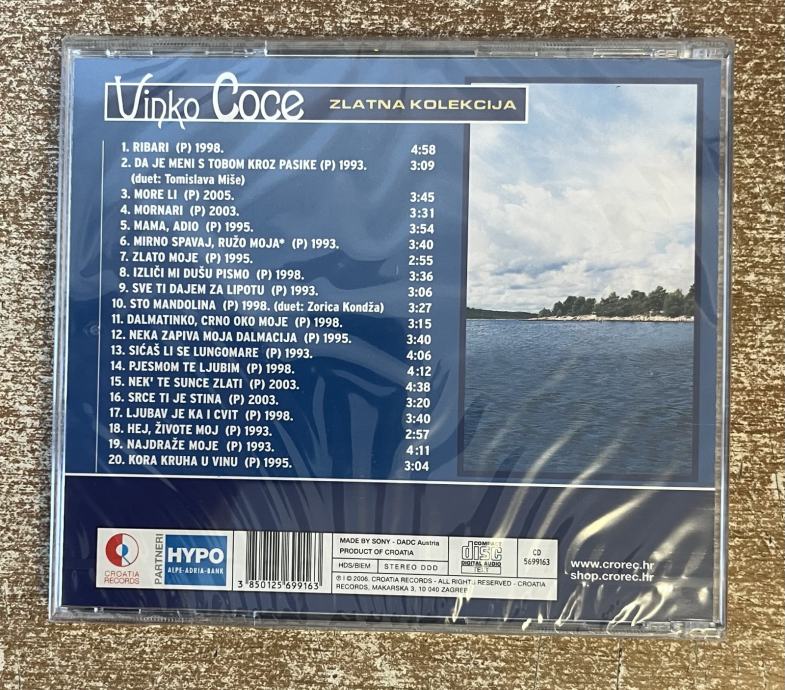 Vinko Coce ZLATNA KOLEKCIJA
1. RIBARI (P) 1998. 4:58
2. DA JE MENI S TOBOM KROZ PASIKE (P) 1993. 3:09
(duet: Tomislava Miše)
3. MORE LI (P) 2005. 3:45
4. MORNARI (P) 2003. 3:31
5. MAMA, ADIO (P) 1995. 3:54
6. MIRNO SPAVAJ, RUŽO MOJA* (P) 1993. 3:40
7. ZLATO MOJE (P) 1995. 2:55
8. IZLIČI MI DUŠU PISMO (P) 1998. 3:36
9. SVE TI DAJEM ZA LIPOTU (P) 1993. 3:06
10. STO MANDOLINA (P) 1998. (duet: Zorica Kondža) 3:27
11. DALMATINKO, CRNO OKO MOJE (P) 1998. 3:15
12. NEKA ZAPIVA MOJA DALMACIJA (P) 1995. 3:40
13. SIĆAŠ LI SE LUNGOMARE (P) 1993. 4:06
14. PJESMOM TE LJUBIM (P) 1998. 4:12
15. NEK' TE SUNCE ZLATI (P) 2003. 4:38
16. SRCE TI JE STINA (P) 2003. 3:20
17. LJUBAV JE KA I CVIT (P) 1998. 3:40
18. HEJ, ŽIVOTE MOJ (P) 1993. 2:57
19. NAJDRAŽE MOJE (P) 1993. 4:11
20. KORA KRUHA U VINU (P) 1995. 3:04
CROATIA
RECORDS
PARTNERI
HYPO
ALPE-ADRIA-BANK
3 850125 699163
MADE BY SONY - DADC Austria
PRODUCT OF CROATIA
HDS/BIEM STEREO DDD
COMPACT
disc
DIGITAL AUDIO
CD
5699163
℗ I © 2006. CROATIA RECORDS - ALL RIGHTS RESERVED - CROATIA
RECORDS, MAKARSKA 3, 10 040 ZAGREB
www.crorec.hr
shop.crorec.hr